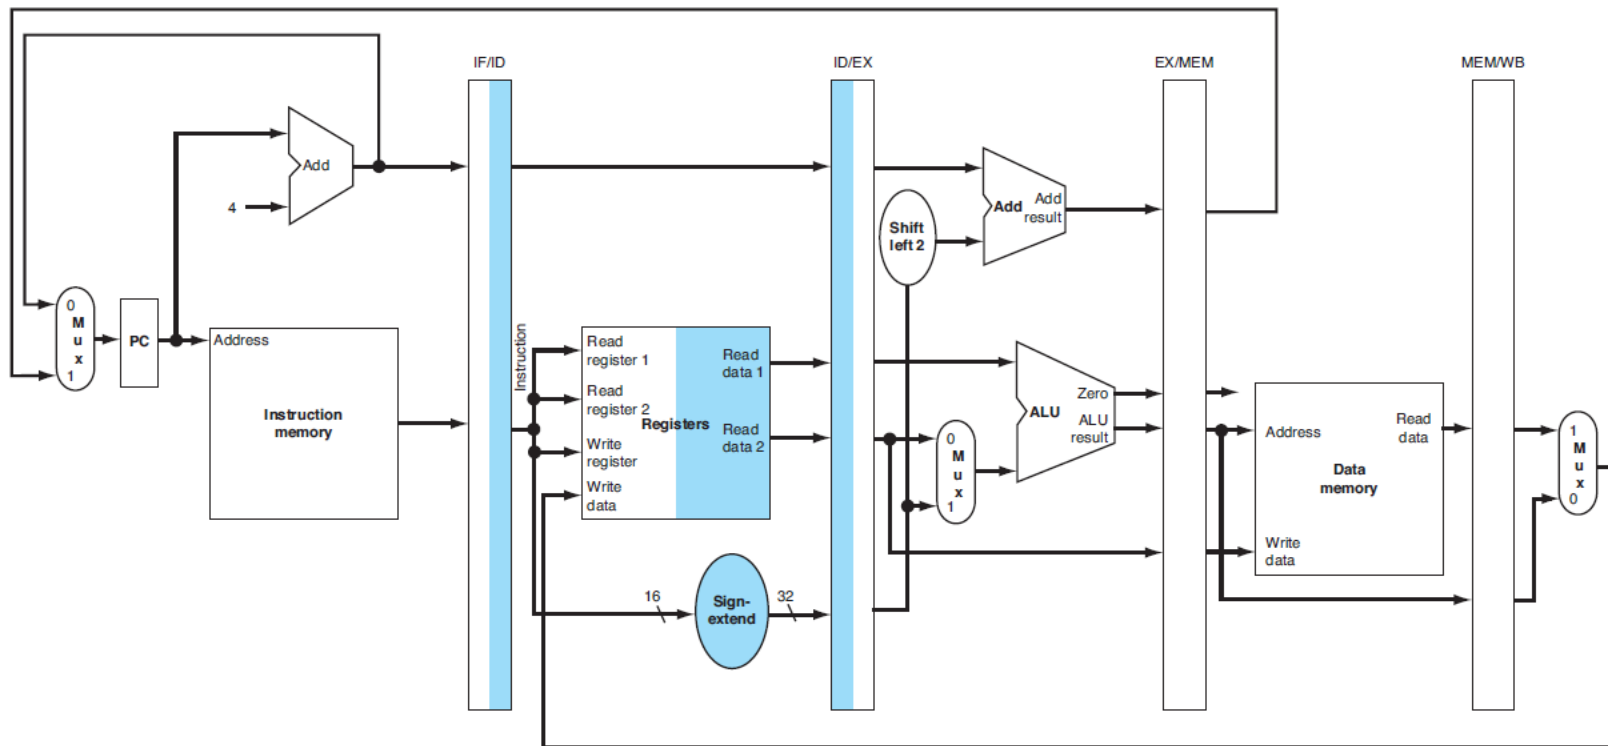 IF/ID
ID/EX
EX/MEM
MEM/WB
Add
4
Add
Add
result
Shift
left 2
0
M
u
x
1
PC
Address
Instruction
memory
Instruction
Read
register 1
Read
register 2
Write
register
Write
data
Registers
Read
data 1
Read
data 2
16
Sign-
extend
32
0
M
u
x
1
ALU
Zero
ALU
result
Address
Write
data
Data
memory
Read
data
1
M
u
x
0